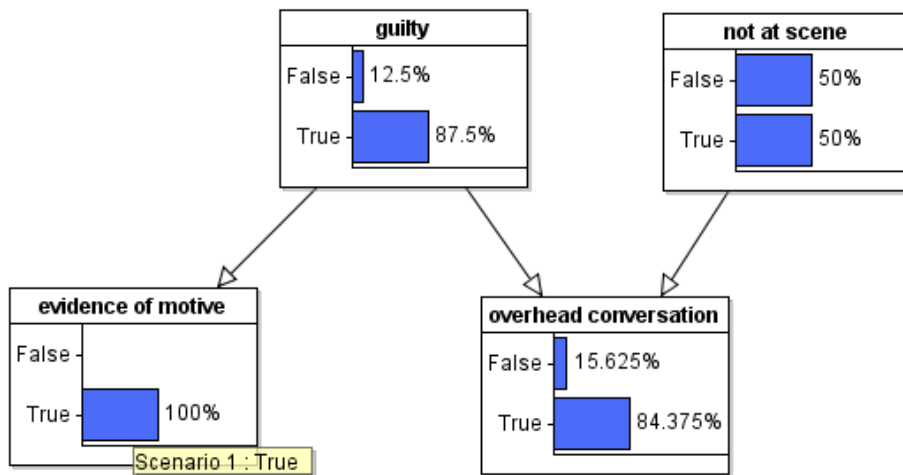 guilty
False 12.5%
True 87.5%
not at scene
False 50%
True 50%
evidence of motive
False
True 100%
Scenario 1 : True
overhead conversation
False 15.625%
True 84.375%